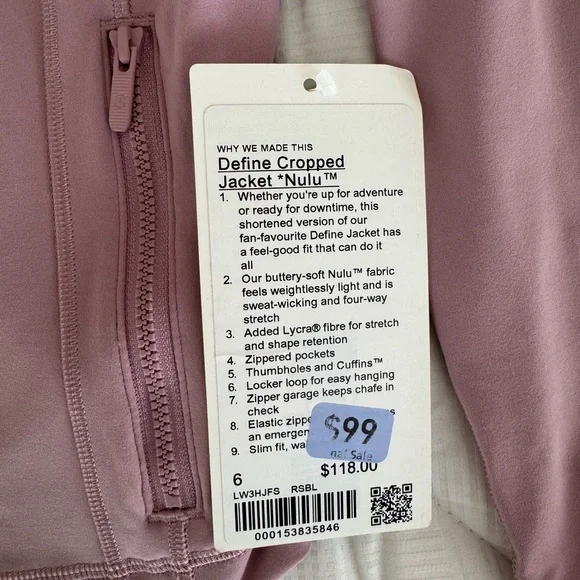 WHY WE MADE THIS
Define Cropped
Jacket *Nulu™
1. Whether you're up for adventure
or ready for downtime, this
shortened version of our
fan-favourite Define Jacket has
a feel-good fit that can do it
all
2. Our buttery-soft Nulu™ fabric
feels weightlessly light and is
sweat-wicking and four-way
stretch
3. Added Lycra® fibre for stretch
and shape retention
4. Zippered pockets
5. Thumbholes and Cuffins™
6. Locker loop for easy hanging
7. Zipper garage keeps chafe in
check
8. Elastic
an
9. Slim fit,
$99
Sale
6
$118.00
LW3HJFS RSBL
000153835846